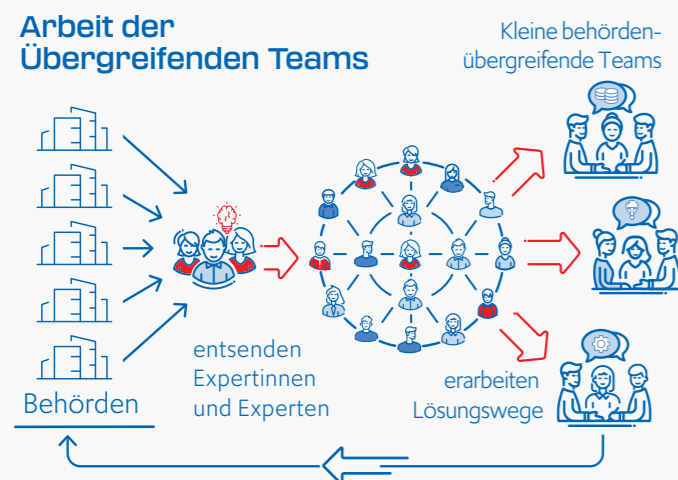 Arbeit der
Übergreifenden Teams
Kleine behörden-
übergreifende Teams
Behörden
entsenden
Expertinnen
und Experten
erarbeiten
Lösungswege